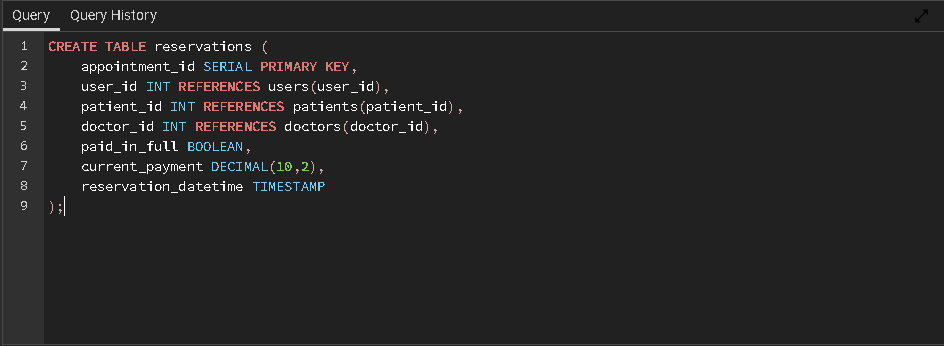 Query Query History
1 CREATE TABLE reservations (
2 appointment_id SERIAL PRIMARY KEY,
3 user_id INT REFERENCES users(user_id),
4 patient_id INT REFERENCES patients(patient_id),
5 doctor_id INT REFERENCES doctors(doctor_id),
6 paid_in_full BOOLEAN,
7 current_payment DECIMAL(10,2),
8 reservation_datetime TIMESTAMP
9 );